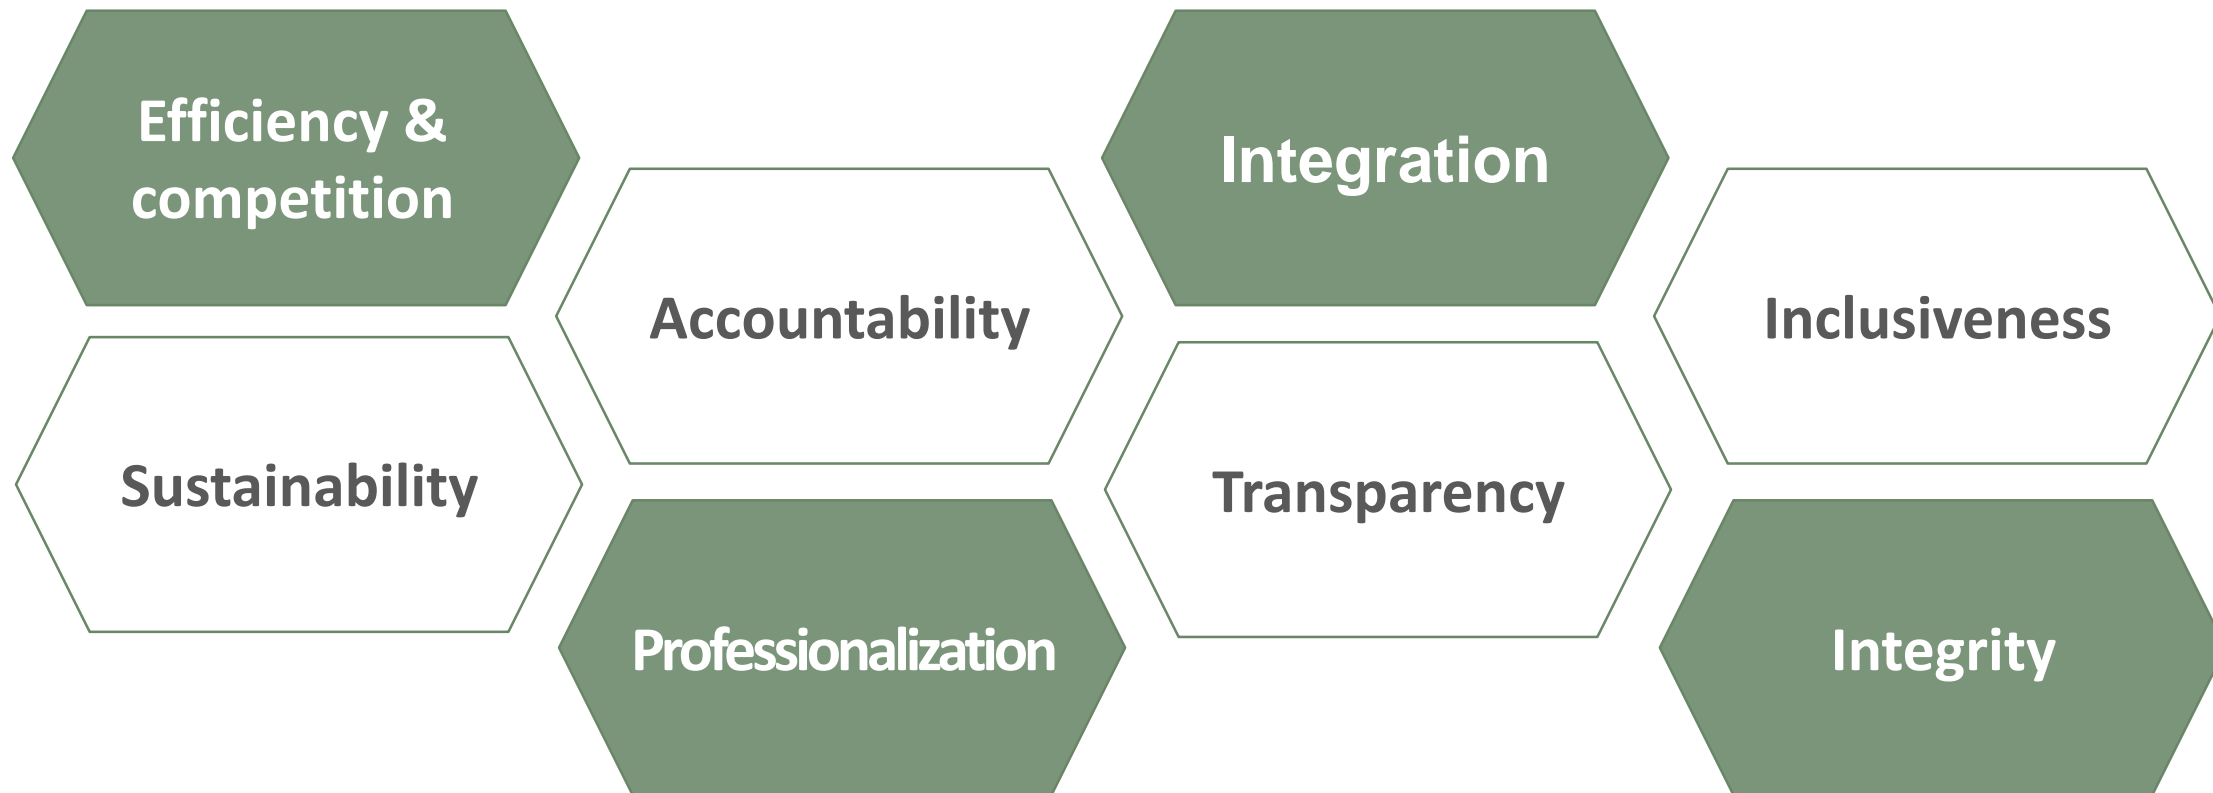 Efficiency &
competition
Integration
Accountability
Inclusiveness
Sustainability
Transparency
Professionalization
Integrity